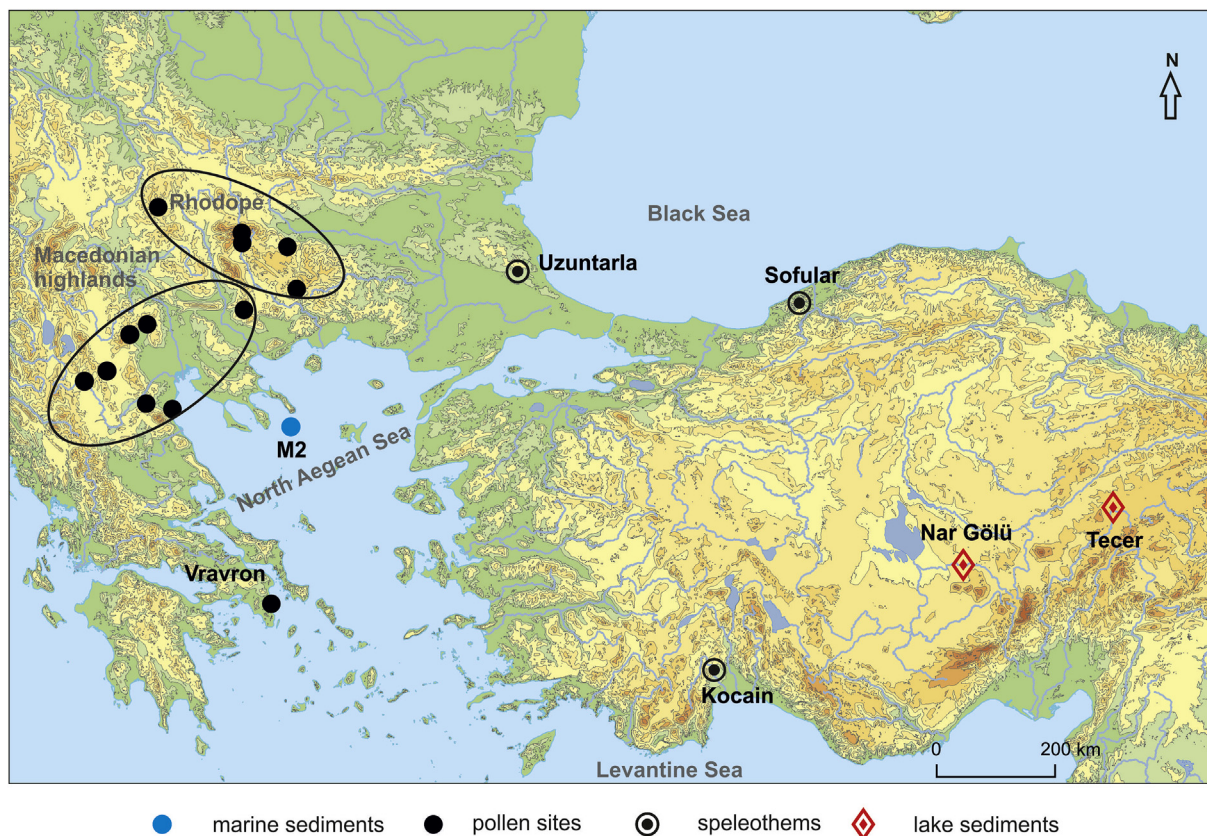 N
Rhodope
Black Sea
Macedonian
highlands
Uzuntarla
Sofular
M2
North Aegean Sea
Nar Gölü
Tecer
Vravron
Kocain
0
200 km
Levantine Sea
marine sediments
pollen sites
speleothems
lake sediments